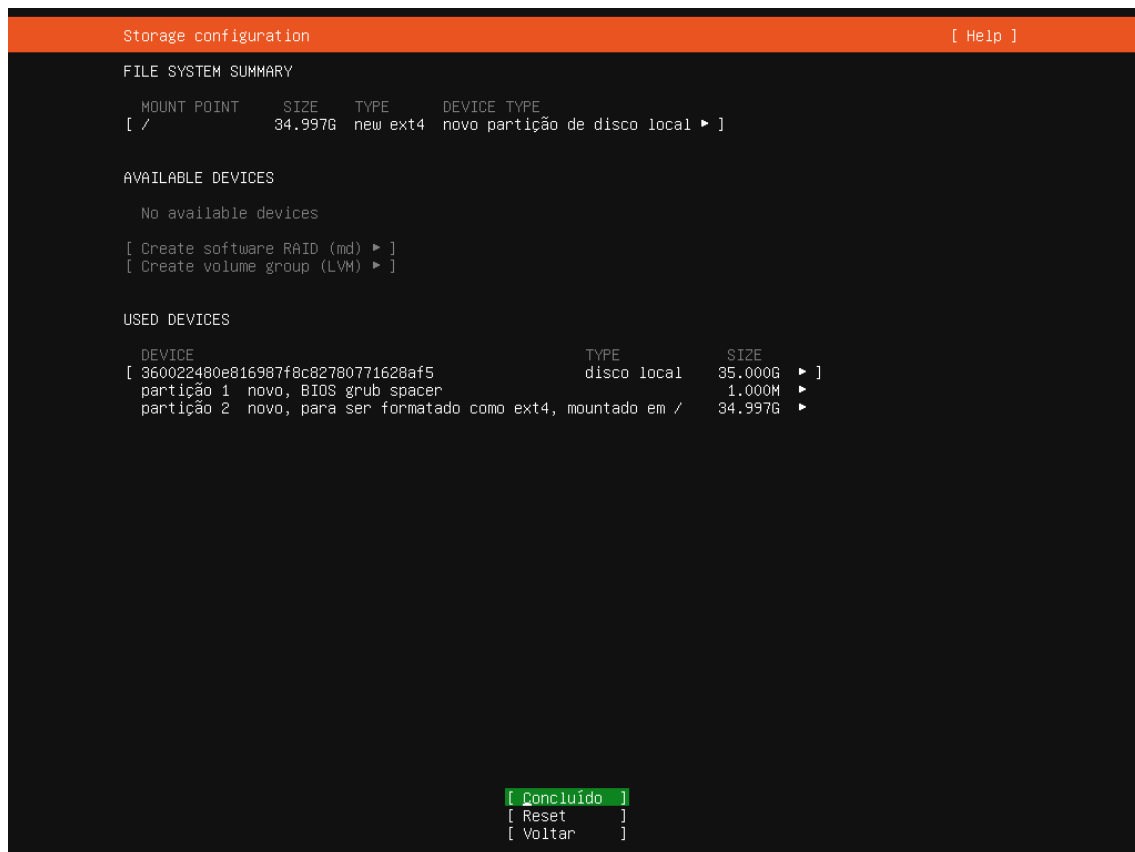 Storage configuration [ Help ]
FILE SYSTEM SUMMARY
MOUNT POINT SIZE TYPE DEVICE TYPE
[ / 34.997G new ext4 novo partição de disco local ▸ ]
AVAILABLE DEVICES
No available devices
[ Create software RAID (md) ▸ ]
[ Create volume group (LVM) ▸ ]
USED DEVICES
DEVICE TYPE SIZE
[ 360022480e816987f8c82780771628af5 disco local 35.000G ▸ ]
partição 1 novo, BIOS grub spacer 1.000M ▸
partição 2 novo, para ser formatado como ext4, mountado em / 34.997G ▸
[ Concluído ]
[ Reset ]
[ Voltar ]